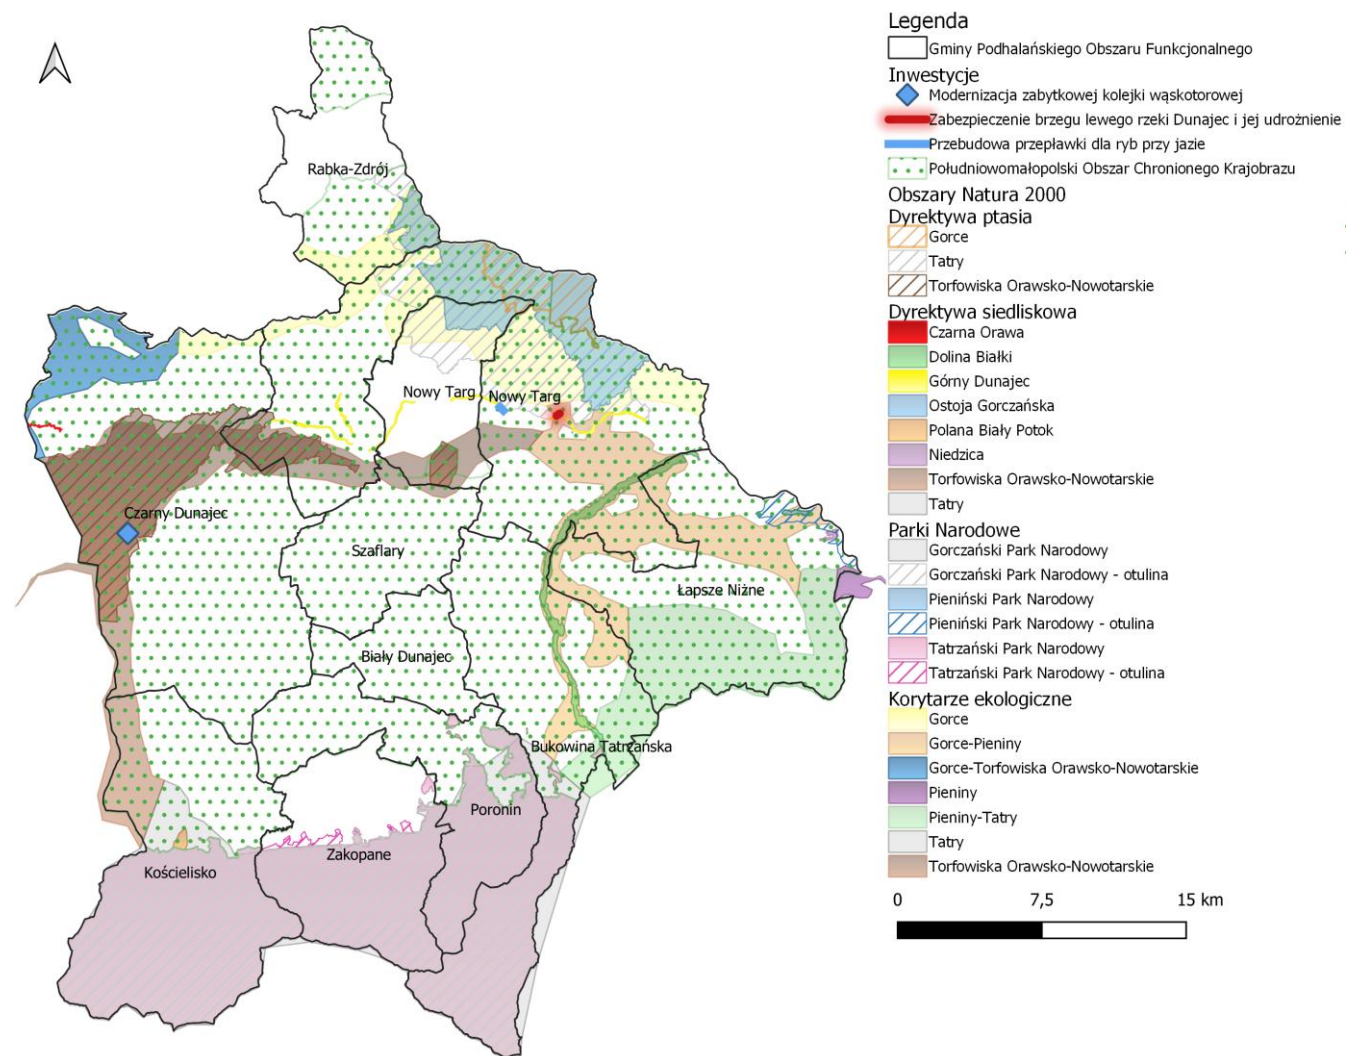 Legenda
Gminy Podhalańskiego Obszaru Funkcjonalnego
Inwestycje
Modernizacja zabytkowej kolejki wąskotorowej
Zabezpieczenie brzegu lewego rzeki Dunajec i jej udrożnienie
Przebudowa przepławki dla ryb przy jazie
Południowomałopolski Obszar Chronionego Krajobrazu
Obszary Natura 2000
Dyrektywa ptasia
Gorce
Tatry
Torfowiska Orawsko-Nowotarskie
Dyrektywa siedliskowa
Czarna Orawa
Dolina Białki
Górny Dunajec
Ostoja Gorczańska
Polana Biały Potok
Niedzica
Torfowiska Orawsko-Nowotarskie
Tatry
Parki Narodowe
Gorczański Park Narodowy
Gorczański Park Narodowy - otulina
Pieniński Park Narodowy
Pieniński Park Narodowy - otulina
Tatrzański Park Narodowy
Tatrzański Park Narodowy - otulina
Korytarze ekologiczne
Gorce
Gorce-Pieniny
Gorce-Torfowiska Orawsko-Nowotarskie
Pieniny
Pieniny-Tatry
Tatry
Torfowiska Orawsko-Nowotarskie
0 7,5 15 km
Rabka-Zdrój
Nowy Targ
Nowy Targ
Czarny Dunajec
Szaflary
Łapsze Niżne
Biały Dunajec
Bukowina Tatrzańska
Poronin
Zakopane
Kościelisko